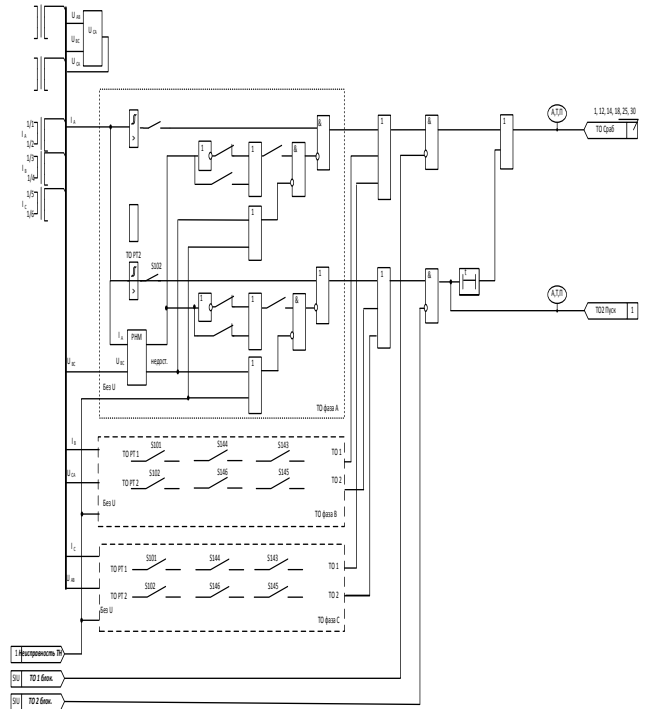 U AB
U CA
U BC
U CA
I A
1/1
I A
1/2
1/3
I B
1/4
1/5
I C
1/6
&
1
&
1
1
1
ТО РТ2
S102
1
1
&
1
I A
U BC
РНМ
недост.
U BC
Без U
1
ТО фаза А
1
&
1
А,Т,П
1, 12, 14, 18, 25, 30
ТО Сраб
7
1
&
T
А,Т,П
ТО2 Пуск
1
I B
U CA
ТО РТ 1
S101
S144
S143
ТО 1
ТО РТ 2
S102
S146
S145
ТО 2
Без U
ТО фаза В
I C
U AB
ТО РТ 1
S101
S144
S143
ТО 1
ТО РТ 2
S102
S146
S145
ТО 2
Без U
ТО фаза С
1 Неисправность ТН
SIU ТО 1 блок.
SIU ТО 2 блок.